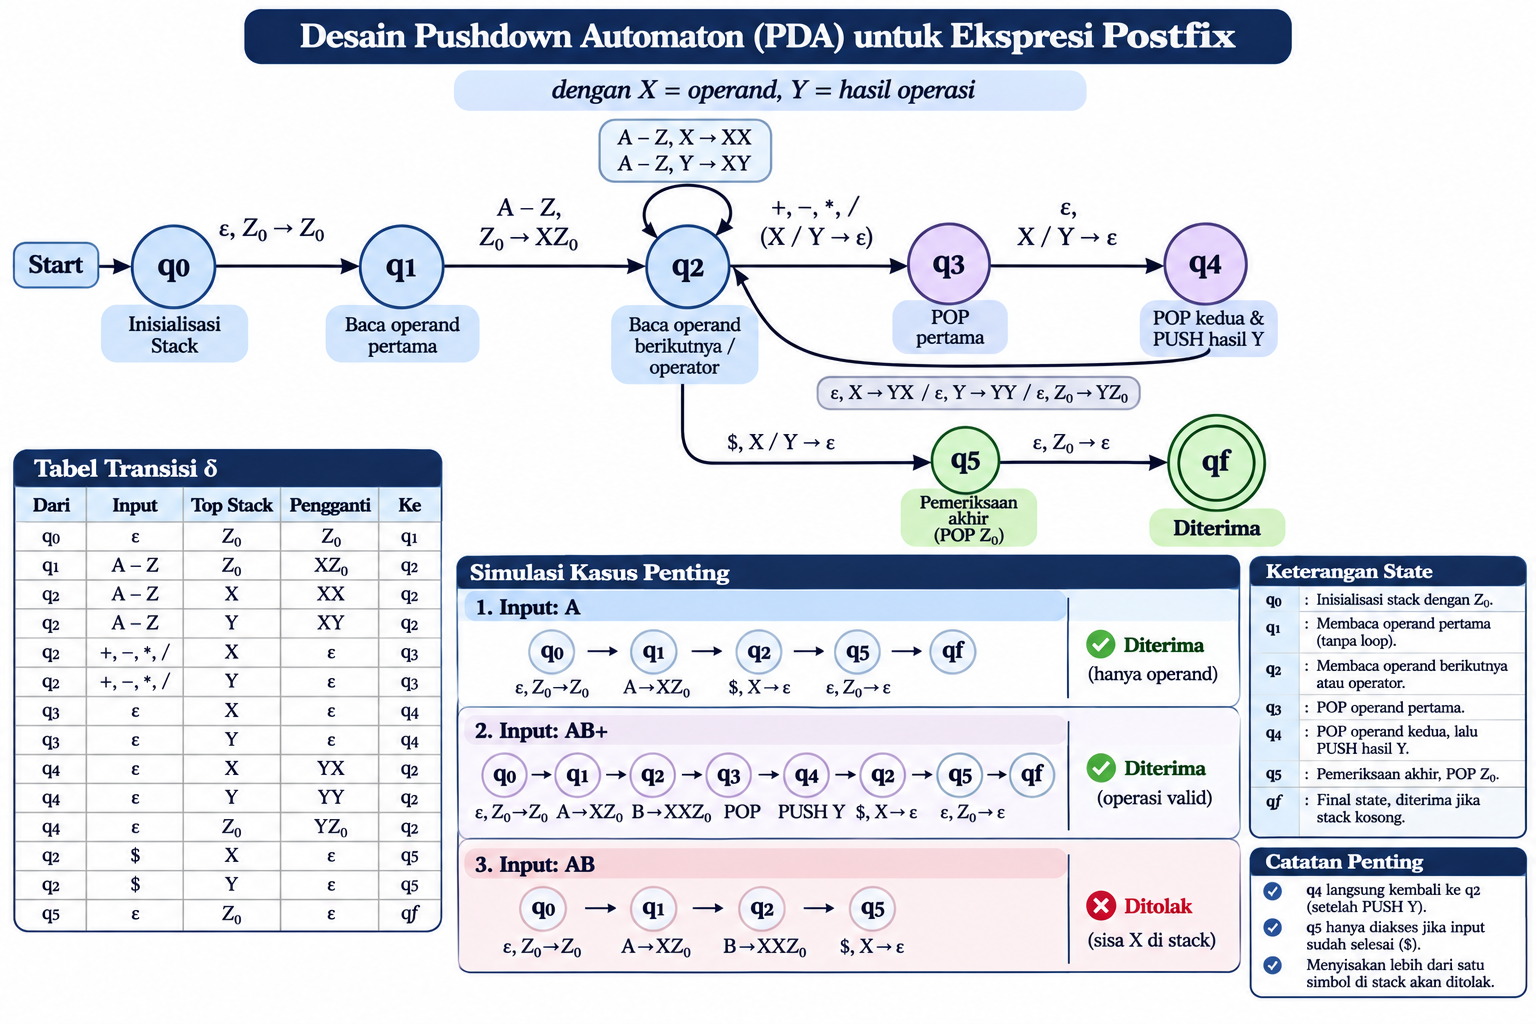 Desain Pushdown Automaton (PDA) untuk Ekspresi Postfix
dengan X = operand, Y = hasil operasi
A – Z, X → XX
A – Z, Y → XY
Start
q0
ε, Z₀ → Z₀
q1
A – Z,
Z₀ → XZ₀
q2
+, −, *, /
(X / Y → ε)
q3
ε,
X / Y → ε
q4
Inisialisasi
Stack
Baca operand
pertama
Baca operand
berikutnya /
operator
POP
pertama
POP kedua &
PUSH hasil Y
ε, X → YX / ε, Y → YY / ε, Z₀ → YZ₀
$, X / Y → ε
q5
ε, Z₀ → ε
qf
Pemeriksaan
akhir
(POP Z₀)
Diterima
Tabel Transisi δ
Dari Input Top Stack Pengganti Ke
q₀ ε Z₀ Z₀ q₁
q₁ A – Z Z₀ XZ₀ q₂
q₂ A – Z X XX q₂
q₂ A – Z Y XY q₂
q₂ +, −, *, / X ε q₃
q₂ +, −, *, / Y ε q₃
q₃ ε X ε q₄
q₃ ε Y ε q₄
q₄ ε X YX q₂
q₄ ε Y YY q₂
q₄ ε Z₀ YZ₀ q₂
q₂ $ X ε q₅
q₂ $ Y ε q₅
q₅ ε Z₀ ε qf
Simulasi Kasus Penting
1. Input: A
q₀ → q₁ → q₂ → q₅ → qf
ε, Z₀→Z₀ A→XZ₀ $, X→ε ε, Z₀→ε
Diterima
(hanya operand)
2. Input: AB+
q₀ → q₁ → q₂ → q₃ → q₄ → q₂ → q₅ → qf
ε, Z₀→Z₀ A→XZ₀ B→XXZ₀ POP PUSH Y $, X→ε ε, Z₀→ε
Diterima
(operasi valid)
3. Input: AB
q₀ → q₁ → q₂ → q₅
ε, Z₀→Z₀ A→XZ₀ B→XXZ₀ $, X→ε
Ditolak
(sisa X di stack)
Keterangan State
q₀ : Inisialisasi stack dengan Z₀.
q₁ : Membaca operand pertama
(tanpa loop).
q₂ : Membaca operand berikutnya
atau operator.
q₃ : POP operand pertama.
q₄ : POP operand kedua, lalu
PUSH hasil Y.
q₅ : Pemeriksaan akhir, POP Z₀.
qf : Final state, diterima jika
stack kosong.
Catatan Penting
q4 langsung kembali ke q2
(setelah PUSH Y).
q5 hanya diakses jika input
sudah selesai ($).
Menyisakan lebih dari satu
simbol di stack akan ditolak.